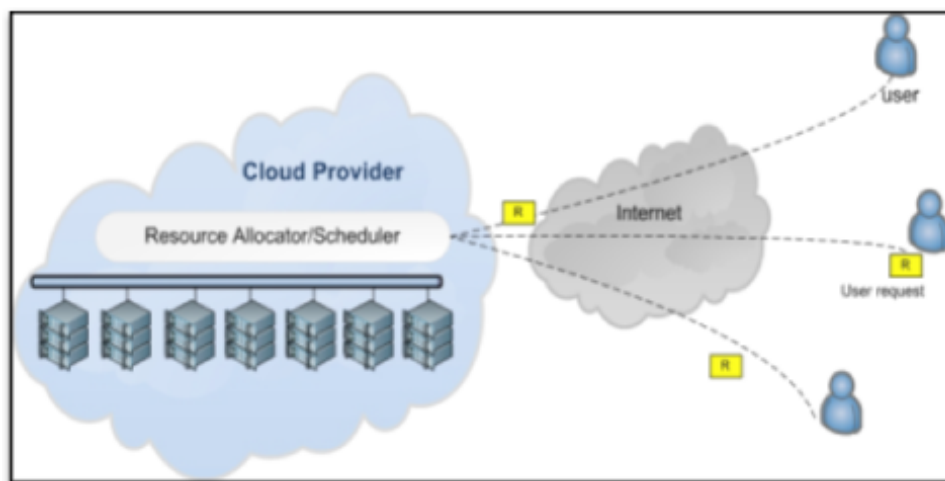 user
Cloud Provider
R
Internet
Resource Allocator/Scheduler
R
User request
R